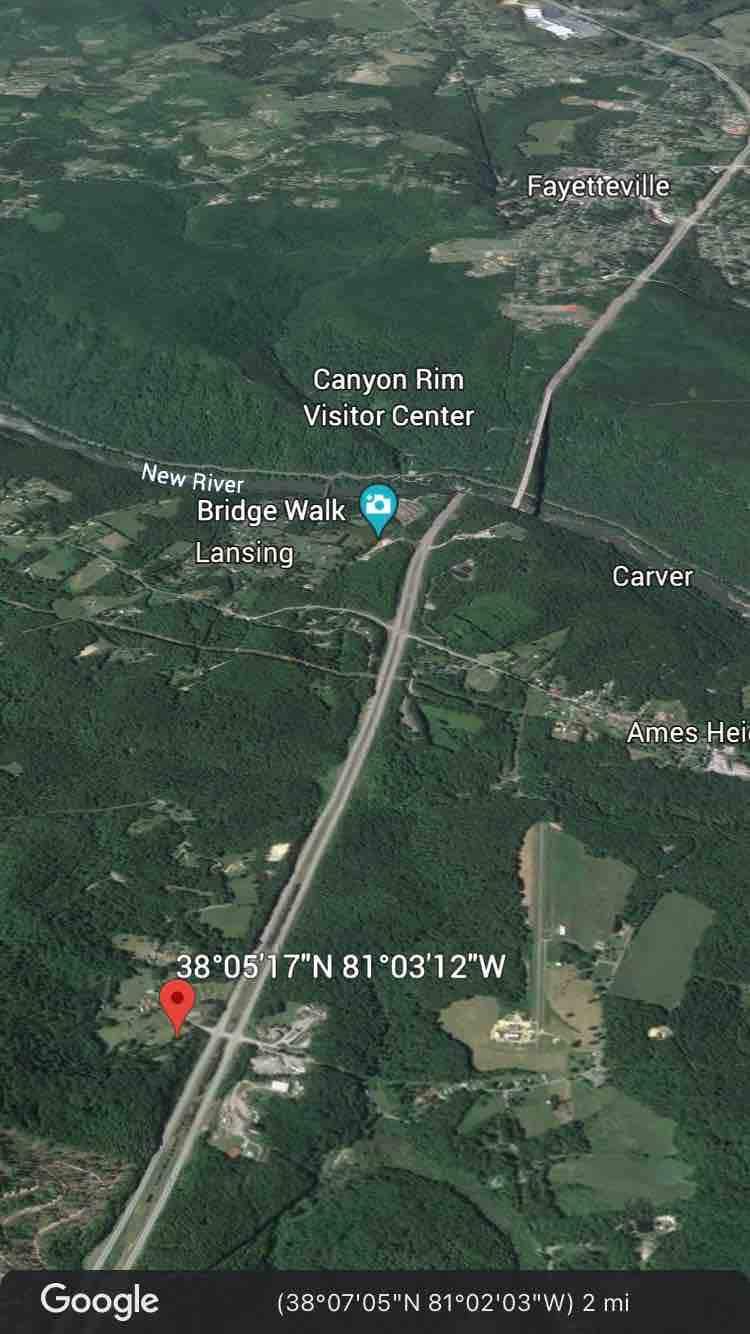 Fayetteville
Canyon Rim
Visitor Center
New River
Bridge Walk
Lansing
Carver
Ames Hei
38°05'17"N 81°03'12"W
Google
(38°07'05"N 81°02'03"W) 2 mi